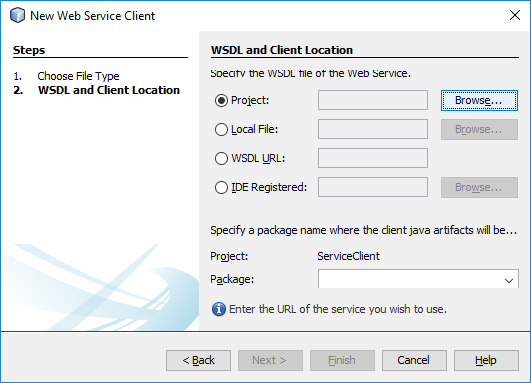 New Web Service Client
Steps
1. Choose File Type
2. WSDL and Client Location
WSDL and Client Location
Specify the WSDL file of the Web Service.
Project: Browse...
Local File: Browse...
WSDL URL:
IDE Registered: Browse...
Specify a package name where the client java artifacts will be...
Project: ServiceClient
Package:
Enter the URL of the service you wish to use.
< Back Next > Finish Cancel Help